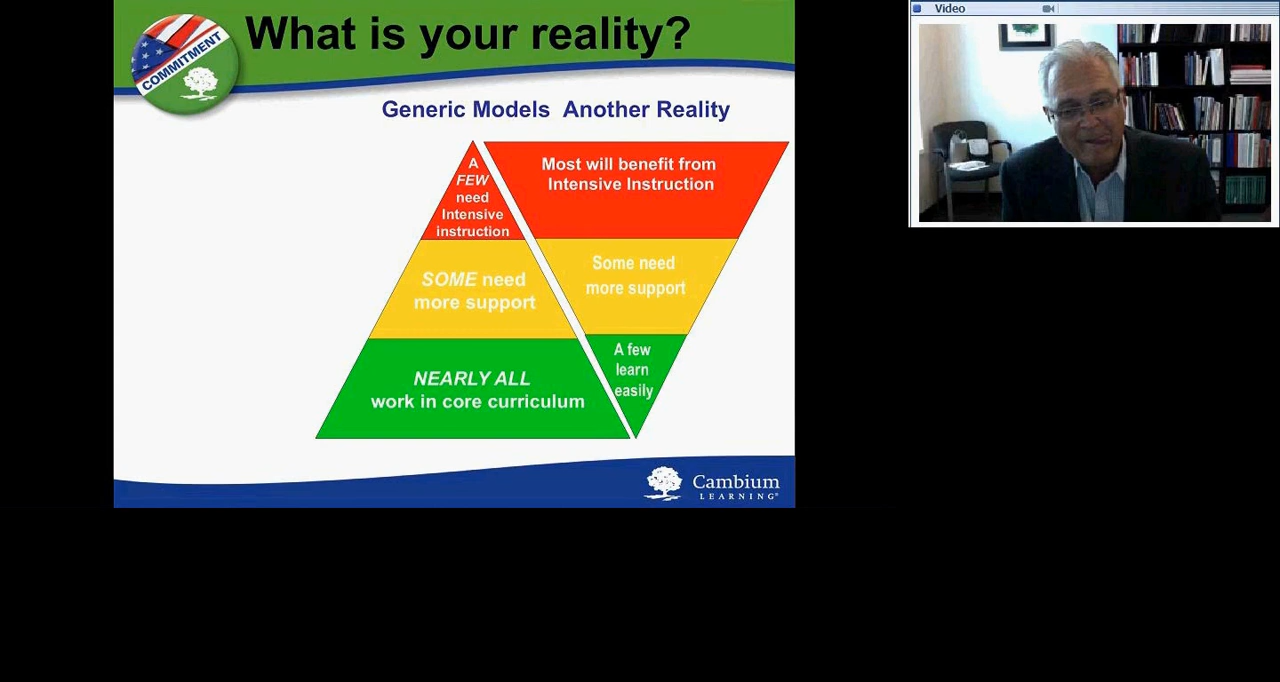 What is your reality?
COMMITMENT
Generic Models Another Reality
A
FEW
need
Intensive
instruction
SOME need
more support
NEARLY ALL
work in core curriculum
Most will benefit from
Intensive Instruction
Some need
more support
A few
learn
easily
Cambium
LEARNING®
Video